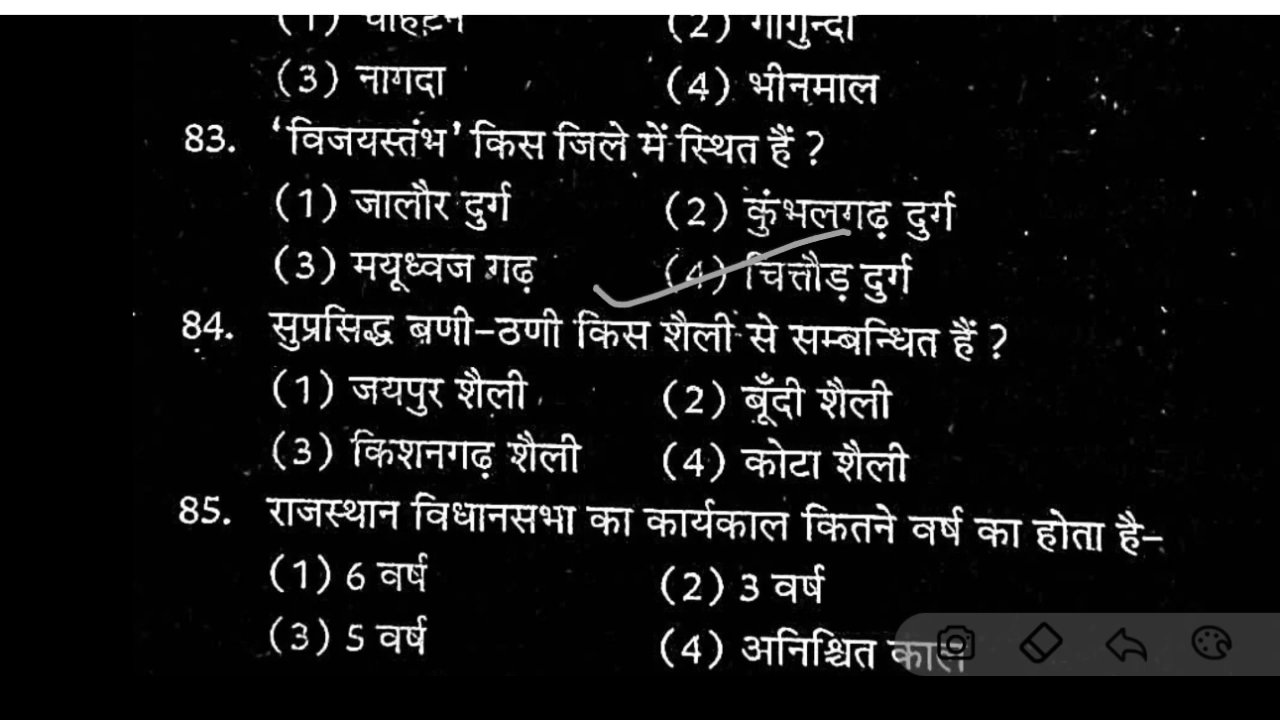 (3) नागदा (4) भीनमाल
83. 'विजयस्तंभ' किस जिले में स्थित हैं ?
(1) जालौर दुर्ग (2) कुंभलगढ़ दुर्ग
(3) मयूध्वज गढ़ (4) चित्तौड़ दुर्ग
84. सुप्रसिद्ध बणी-ठणी किस शैली से सम्बन्धित हैं ?
(1) जयपुर शैली (2) बूँदी शैली
(3) किशनगढ़ शैली (4) कोटा शैली
85. राजस्थान विधानसभा का कार्यकाल कितने वर्ष का होता है-
(1) 6 वर्ष (2) 3 वर्ष
(3) 5 वर्ष (4) अनिश्चित काल